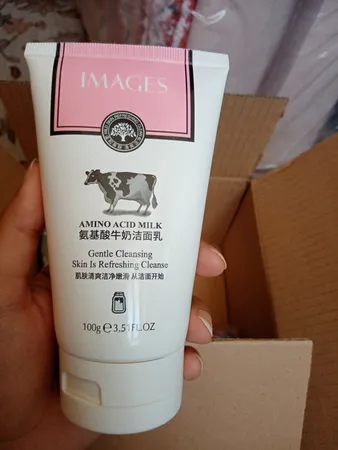 IMAGES
AMINO ACID MILK
氨基酸牛奶洁面乳
Gentle Cleansing
Skin Is Refreshing Cleanse
肌肤清爽洁净嫩滑 从洁面开始
100g ℮ 3.51FL.OZ